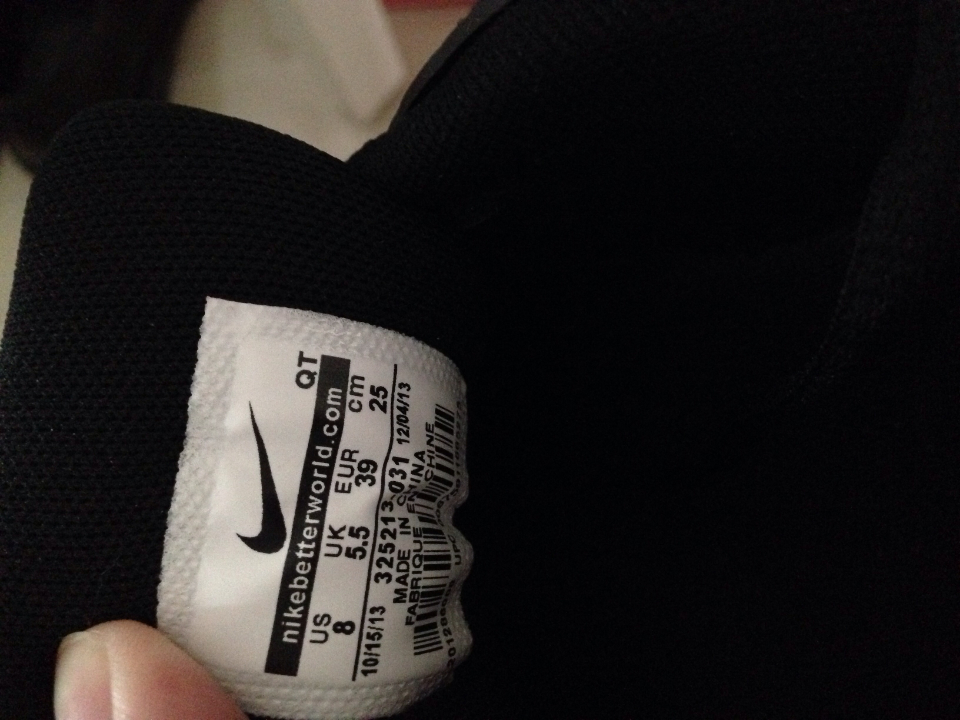 QT
nikebetterworld.com
US UK EUR cm
8 5.5 39 25
10/15/13 325213-031 12/04/13
MADE IN CHINA
FABRIQUE EN CHINE
UPC